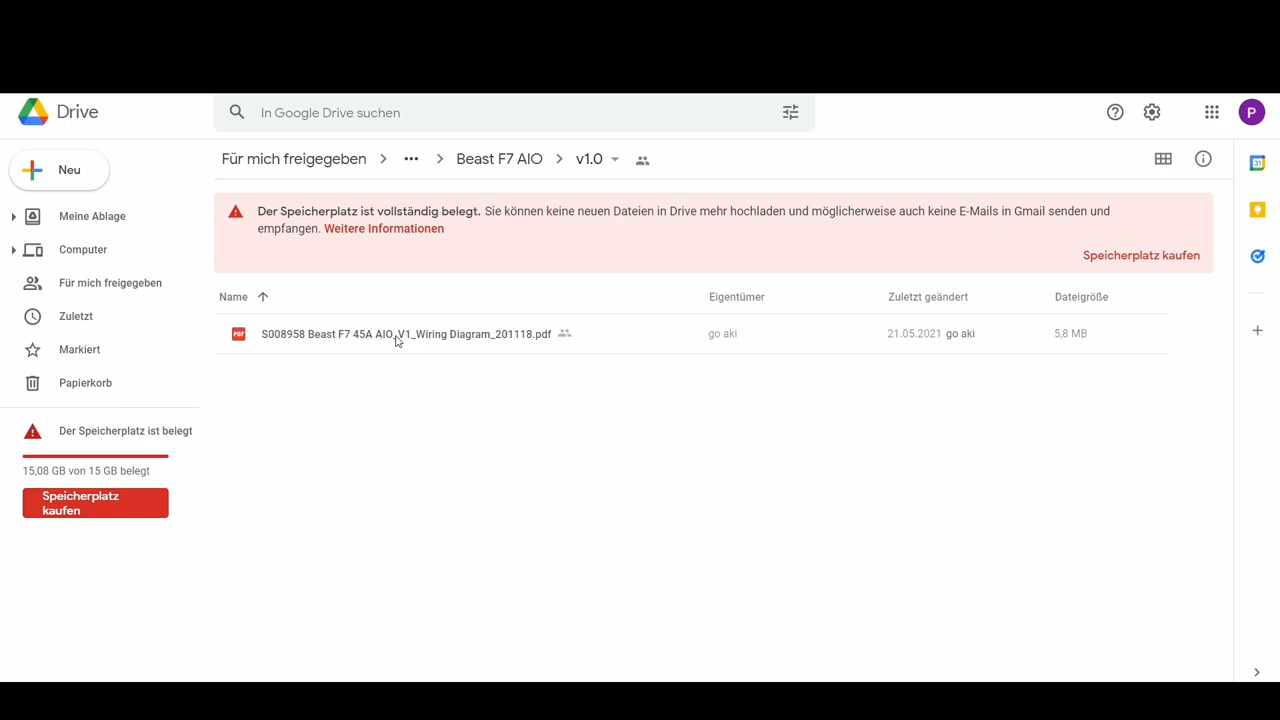 Drive
In Google Drive suchen
P
Neu
Meine Ablage
Computer
Für mich freigegeben
Zuletzt
Markiert
Papierkorb
Der Speicherplatz ist belegt
15,08 GB von 15 GB belegt
Speicherplatz
kaufen
Für mich freigegeben > ••• > Beast F7 AIO > v1.0
Der Speicherplatz ist vollständig belegt. Sie können keine neuen Dateien in Drive mehr hochladen und möglicherweise auch keine E-Mails in Gmail senden und
empfangen. Weitere Informationen
Speicherplatz kaufen
Name Eigentümer Zuletzt geändert Dateigröße
PDF S008958 Beast F7 45A AIO_V1_Wiring Diagram_201118.pdf go aki 21.05.2021 go aki 5,8 MB
31